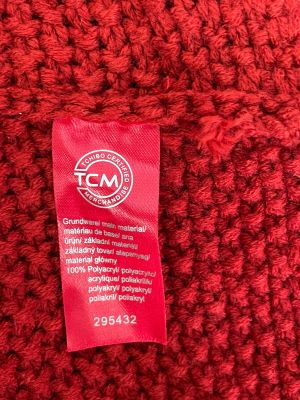 TCHIBO CERTIFIED
TCM
MERCHANDISE
Grundware/ main material/
matériau de base/ ana
ürün/ základní materiál/
základný tovar/ alapanyag/
materiał główny
100% Polyacryl/ polyacrylic/
acrylique/ poliakrilik/
polyakryl/ polyakryl/
poliakril/ poliakryl
295432